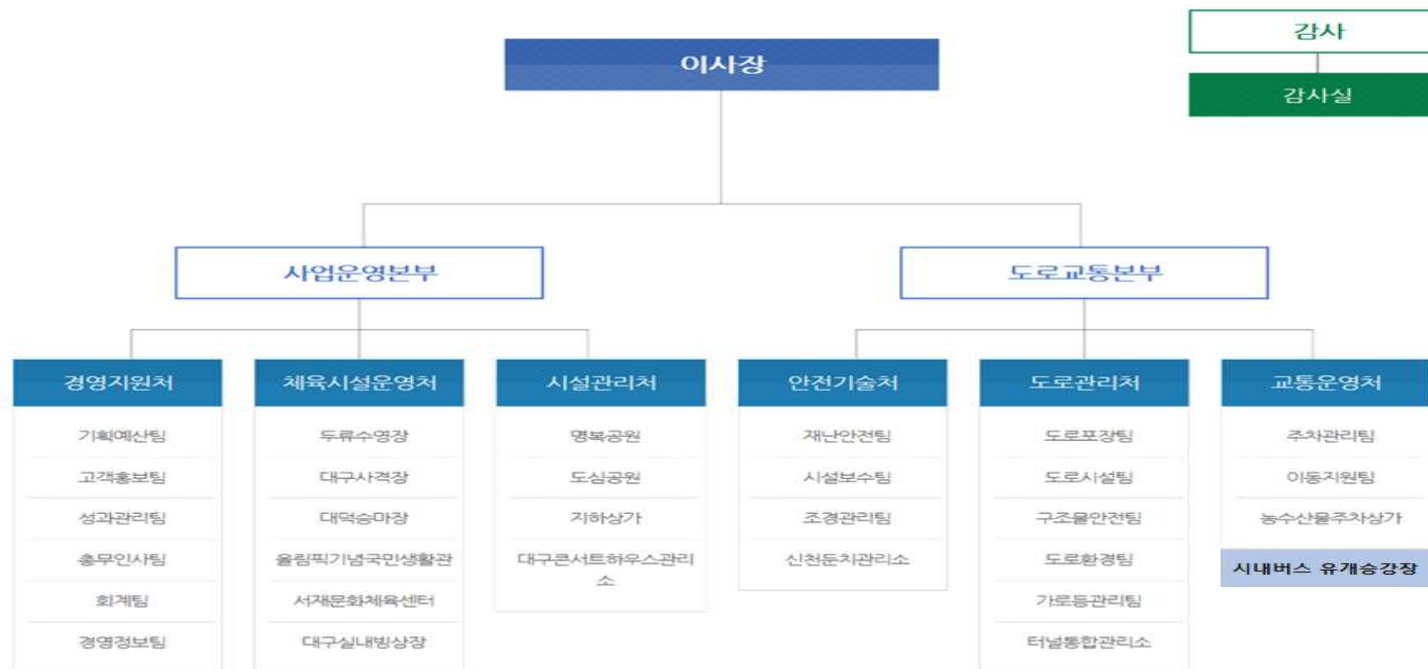 감사
이사장
감사실
사업운영본부
도로교통본부
경영지원처
기획예산팀
고객홍보팀
성과관리팀
총무인사팀
회계팀
경영정보팀
체육시설운영처
두류수영장
대구사격장
대덕승마장
올림픽기념국민생활관
서재문화체육센터
대구실내빙상장
시설관리처
명복공원
도심공원
지하상가
대구콘서트하우스관리
소
안전기술처
재난안전팀
시설보수팀
조경관리팀
신천둔치관리소
도로관리처
도로포장팀
도로시설팀
구조물안전팀
도로환경팀
가로등관리팀
터널통합관리소
교통운영처
주차관리팀
이동지원팀
농수산물주차상가
시내버스 유개승강장